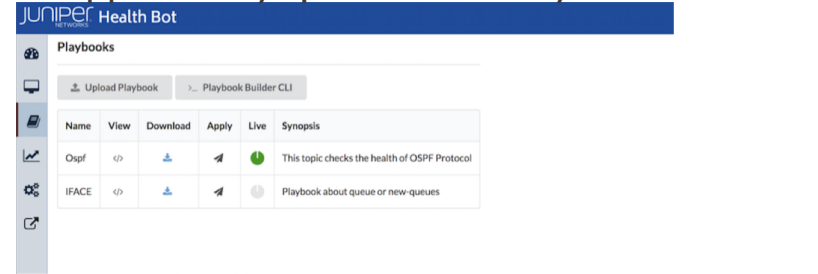 JUNIPER Health Bot
NETWORKS
Playbooks
Upload Playbook >_ Playbook Builder CLI
Name View Download Apply Live Synopsis
Ospf </> This topic checks the health of OSPF Protocol
IFACE </> Playbook about queue or new-queues